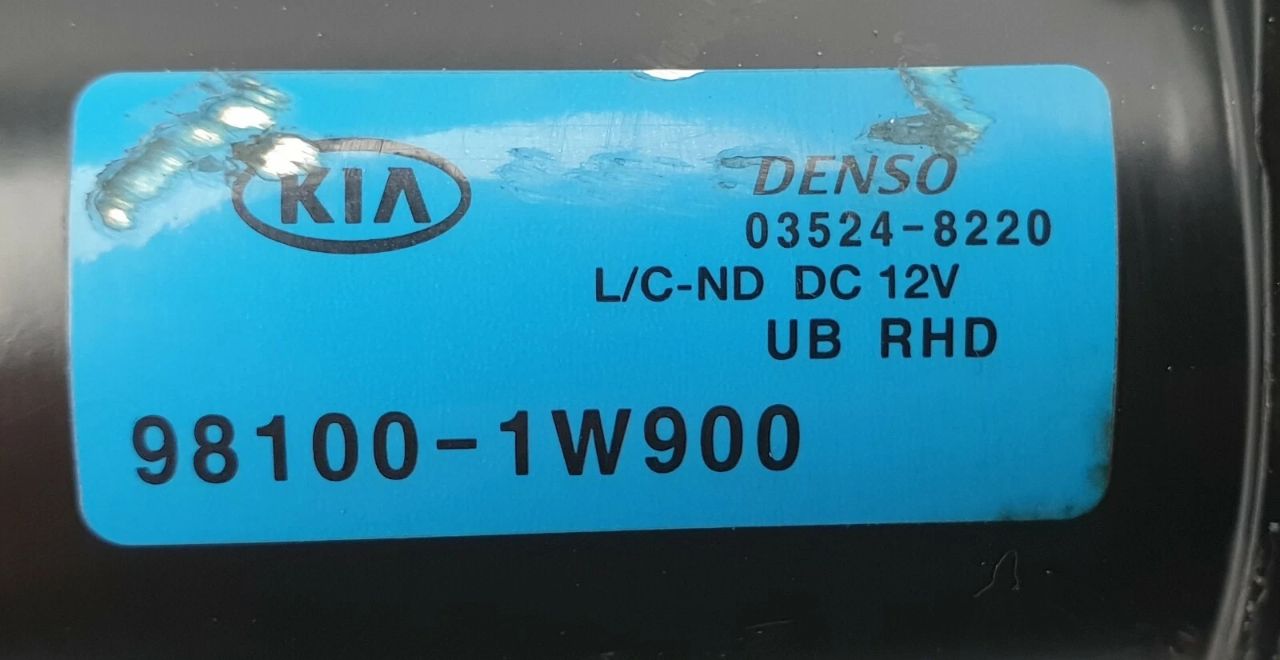 KIA
DENSO
03524-8220
L/C-ND DC 12V
UB RHD
98100-1W900